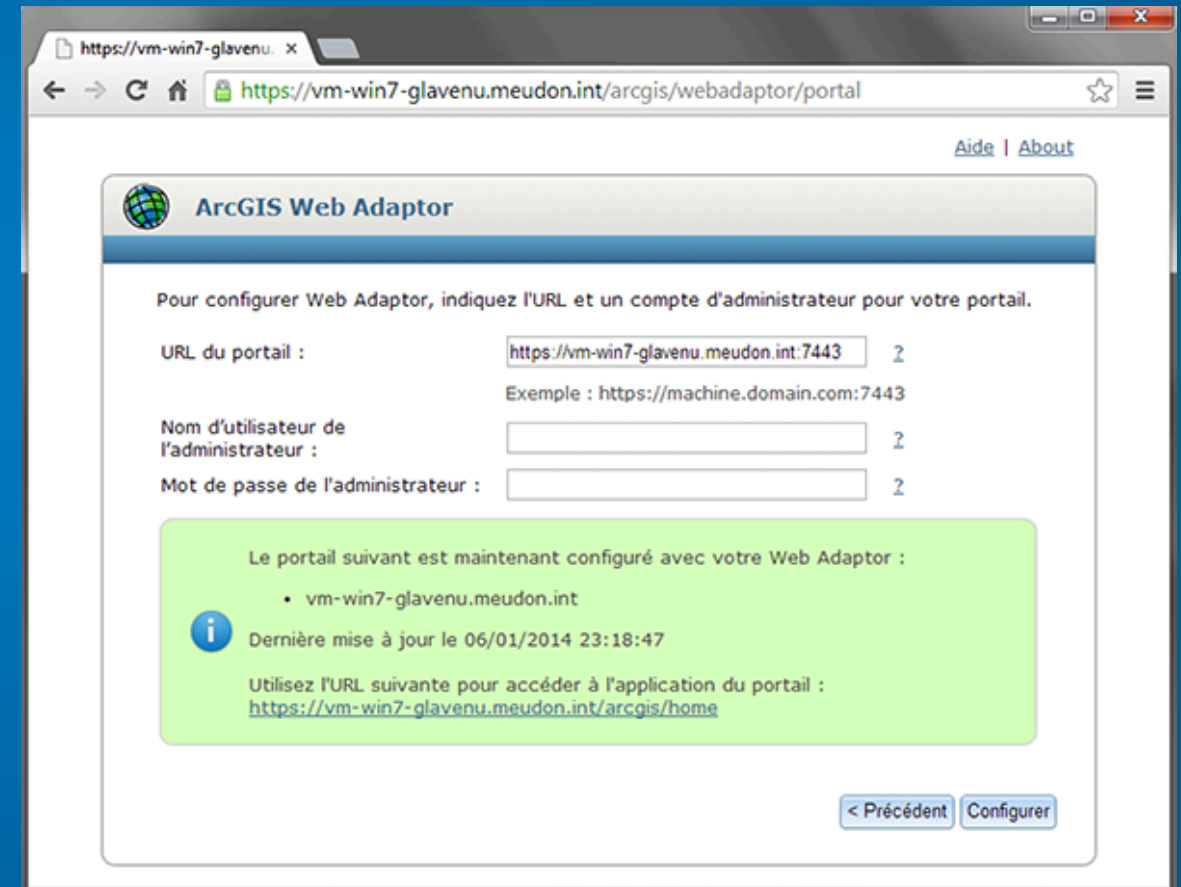 https://vm-win7-glavenu.
https://vm-win7-glavenu.meudon.int/arcgis/webadaptor/portal
Aide | About
ArcGIS Web Adaptor
Pour configurer Web Adaptor, indiquez l'URL et un compte d'administrateur pour votre portail.
URL du portail : https://vm-win7-glavenu.meudon.int:7443 ?
Exemple : https://machine.domain.com:7443
Nom d’utilisateur de
l’administrateur : ?
Mot de passe de l'administrateur : ?
Le portail suivant est maintenant configuré avec votre Web Adaptor :
• vm-win7-glavenu.meudon.int
Dernière mise à jour le 06/01/2014 23:18:47
Utilisez l'URL suivante pour accéder à l'application du portail :
https://vm-win7-glavenu.meudon.int/arcgis/home
< Précédent Configurer